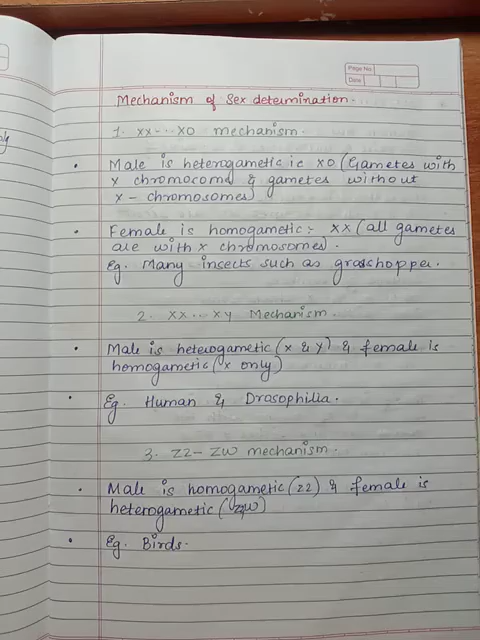 Page No.
Date
Mechanism of Sex determination.
1. XX--- XO mechanism.
• Male is heterogametic ie XO (Gametes with
X chromocomd & gametes without
X - chromosomes)
• Female is homogametic :- XX (all gametes
are with X chromosomes).
Eg. Many insects such as grasshopper.
2. XX... XY Mechanism.
• Male is heterogametic (X & Y) & female is
homogametic (X only)
• Eg. Human & Drosophilia.
3. ZZ- ZW mechanism.
• Male is homogametic (ZZ) & female is
heterogametic (ZW)
• Eg. Birds.